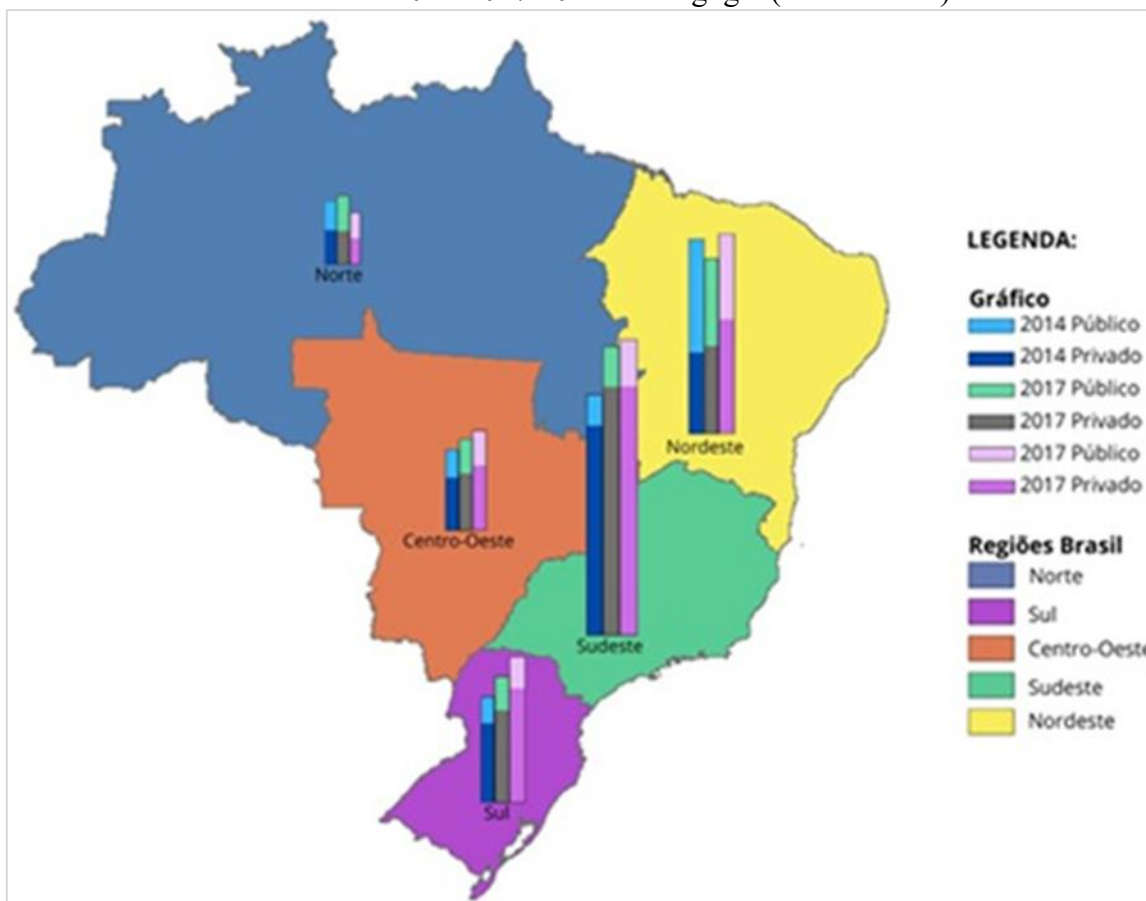 LEGENDA:
Gráfico
2014 Público
2014 Privado
2017 Público
2017 Privado
2017 Público
2017 Privado
Regiões Brasil
Norte
Sul
Centro-Oeste
Sudeste
Nordeste
Norte
Nordeste
Centro-Oeste
Sudeste
Sul